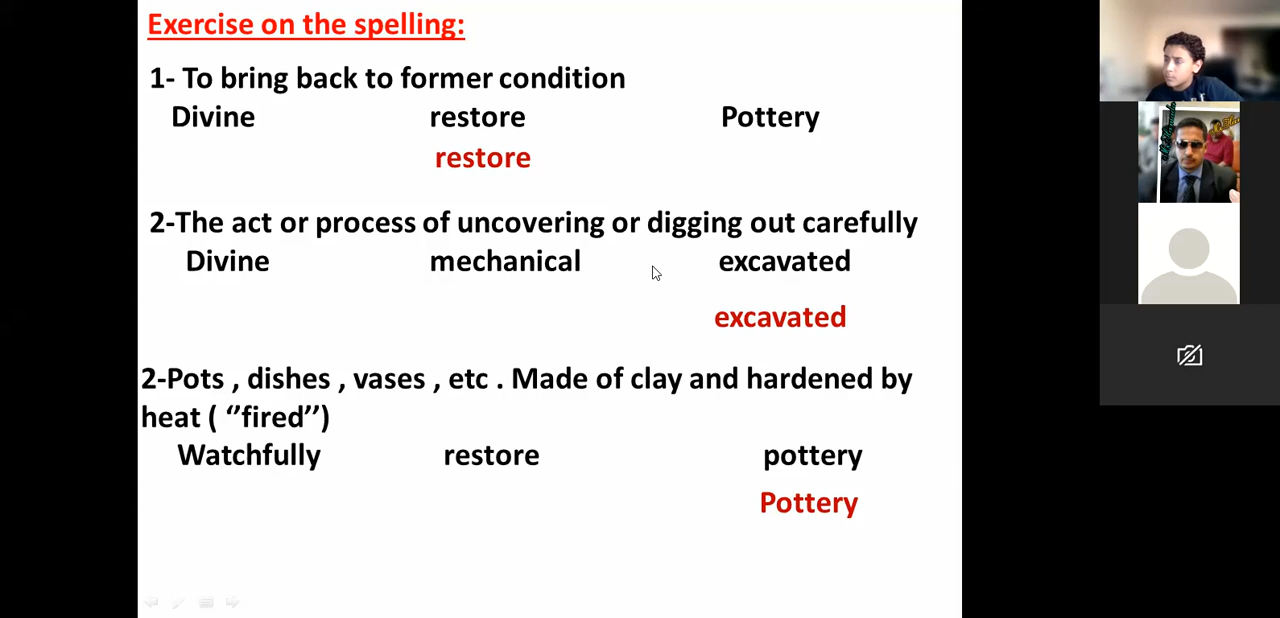 Exercise on the spelling:
1- To bring back to former condition
Divine restore Pottery
restore
2-The act or process of uncovering or digging out carefully
Divine mechanical excavated
excavated
2-Pots , dishes , vases , etc . Made of clay and hardened by
heat ( ‘’fired’’)
Watchfully restore pottery
Pottery